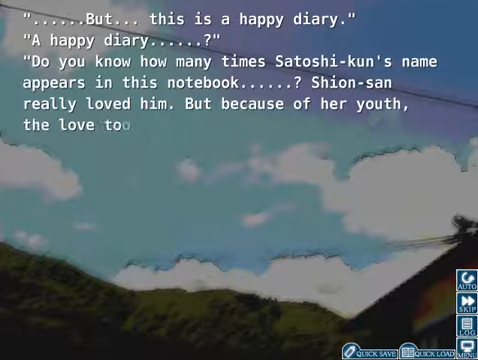 "......But... this is a happy diary."
"A happy diary......?"
"Do you know how many times Satoshi-kun's name
appears in this notebook......? Shion-san
really loved him. But because of her youth,
the love too
AUTO
SKIP
LOG
MENU
QUICK SAVE
QUICK LOAD